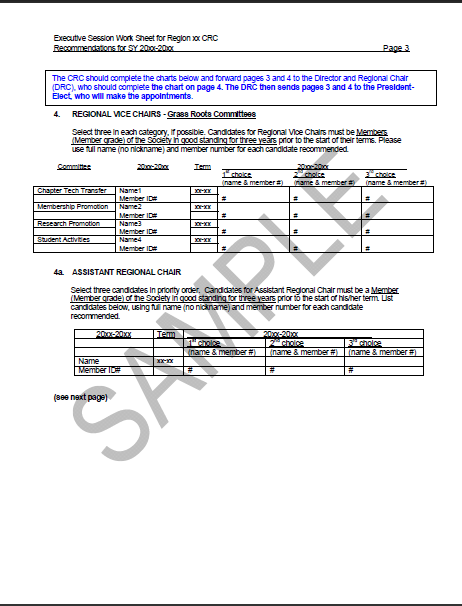 Executive Session Work Sheet for Region xx CRC
Recommendations for SY 20xx-20xx Page 3
The CRC should complete the charts below and forward pages 3 and 4 to the Director and Regional Chair
(DRC), who should complete the chart on page 4. The DRC then sends pages 3 and 4 to the President-
Elect, who will make the appointments.
4. REGIONAL VICE CHAIRS - Grass Roots Committees
Select three in each category, if possible. Candidates for Regional Vice Chairs must be Members
(Member grade) of the Society in good standing for three years prior to the start of their terms. Please
use full name (no nickname) and member number for each candidate recommended.
Committee 20xx-20xx Term 20xx-20xx
1st choice 2nd choice 3rd choice
(name & member #) (name & member #) (name & member #)
Chapter Tech Transfer Name1 xx-xx
Member ID# # # #
Membership Promotion Name2 xx-xx
Member ID# # # #
Research Promotion Name3 xx-xx
Member ID# # # #
Student Activities Name4 xx-xx
Member ID# # # #
4a. ASSISTANT REGIONAL CHAIR
Select three candidates in priority order. Candidates for Assistant Regional Chair must be a Member
(Member grade) of the Society in good standing for three years prior to the start of his/her term. List
candidates below, using full name (no nickname) and member number for each candidate
recommended.
20xx-20xx Term 20xx-20xx
1st choice 2nd choice 3rd choice
(name & member #) (name & member #) (name & member #)
Name xx-xx
Member ID# # # #
(see next page)
SAMPLE